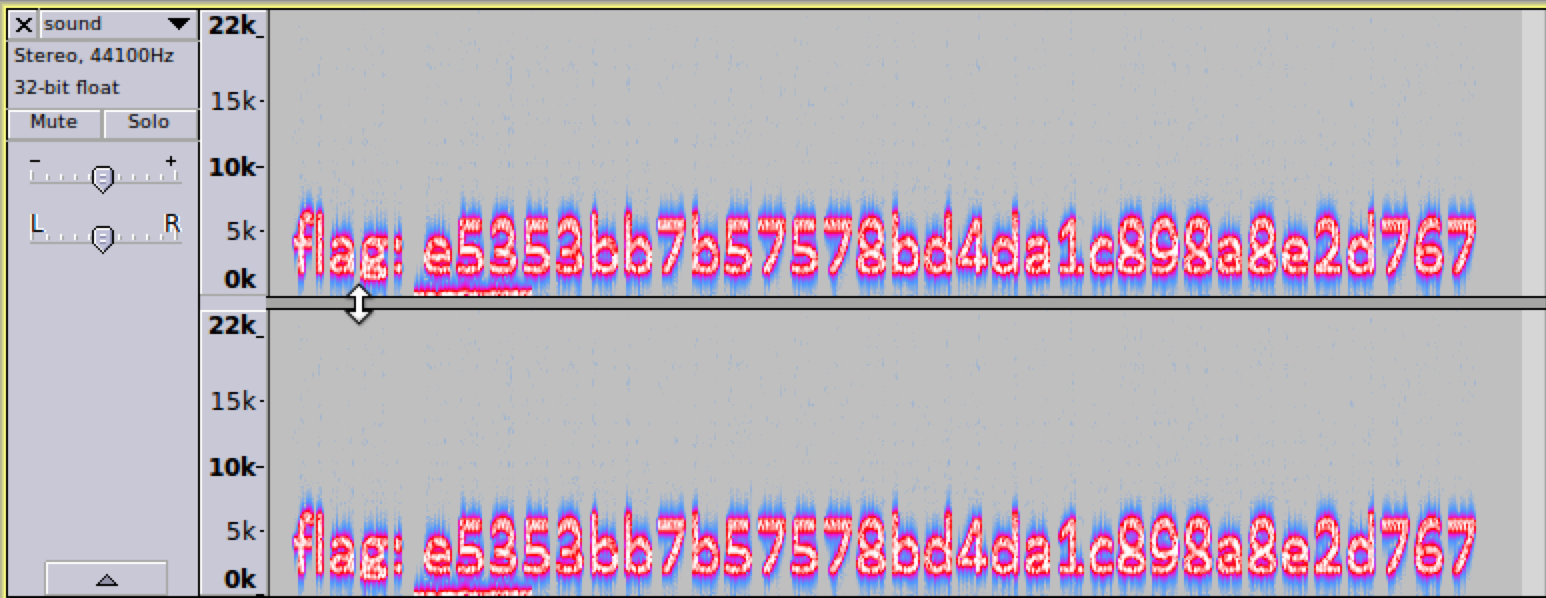 sound
Stereo, 44100Hz
32-bit float
Mute Solo
- +
L R
22k
15k
10k
5k
0k
flag: e5353bb7b57578bd4da1c898a8e2d767
22k
15k
10k
5k
0k
flag: e5353bb7b57578bd4da1c898a8e2d767